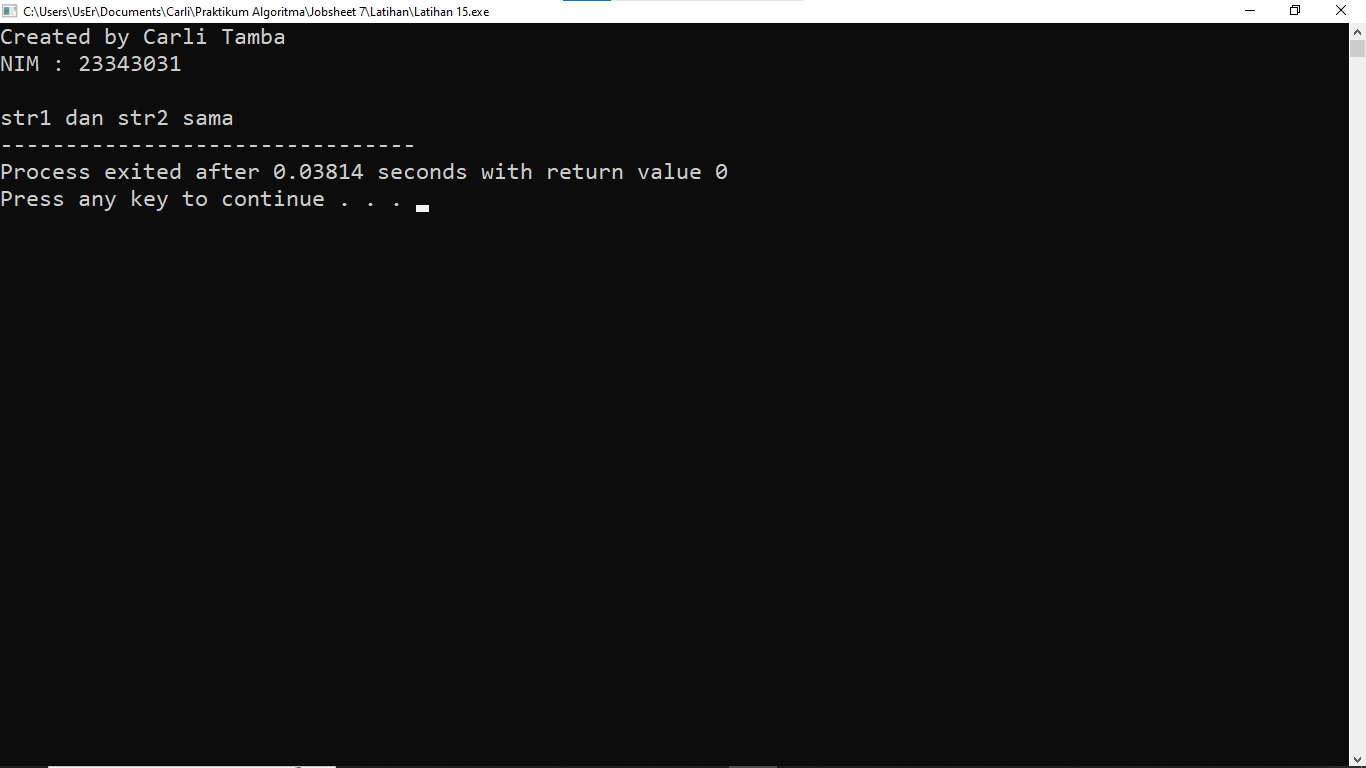 C:\Users\UsEr\Documents\Carli\Praktikum Algoritma\Jobsheet 7\Latihan\Latihan 15.exe
Created by Carli Tamba
NIM : 23343031
str1 dan str2 sama
--------------------------------
Process exited after 0.03814 seconds with return value 0
Press any key to continue . . .